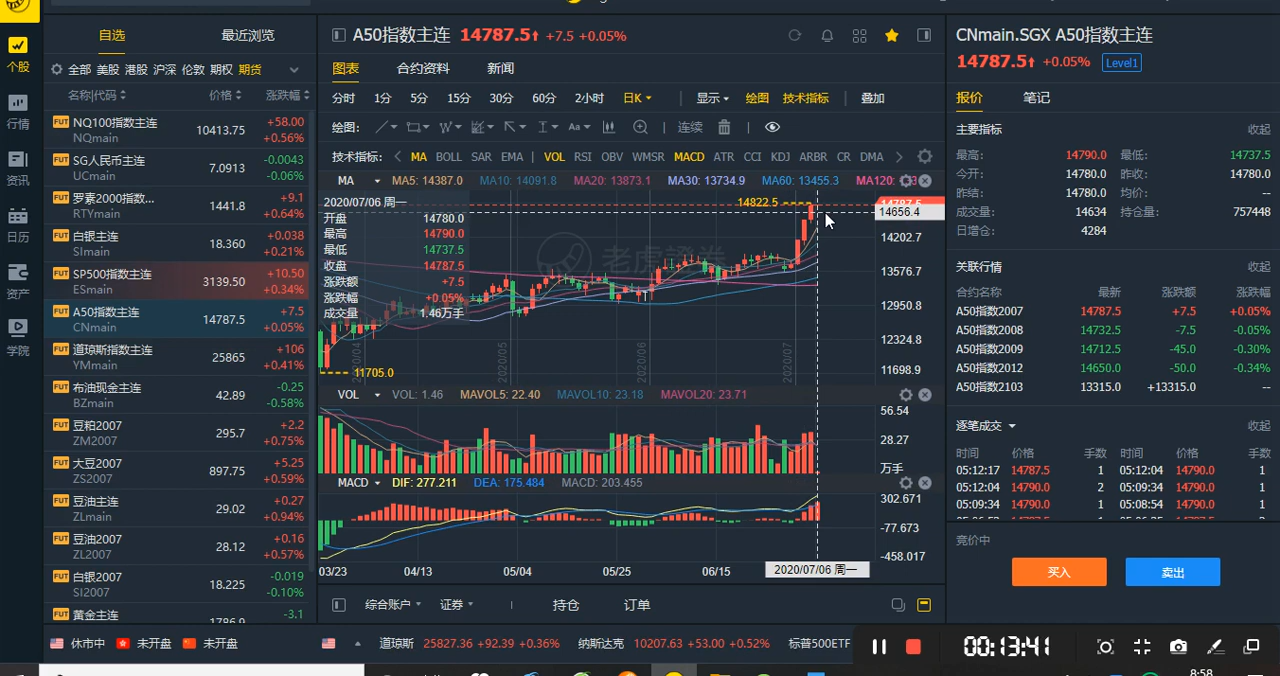 个股
行情
资讯
日历
资产
学院
自选
最近浏览
全部 美股 港股 沪深 伦敦 期权 期货
名称|代码 价格 涨跌幅
FUT NQ100指数主连 NQmain 10413.75 +58.00 +0.56%
FUT SG人民币主连 UCmain 7.0913 -0.0043 -0.06%
FUT 罗素2000指数... RTYmain 1441.8 +9.1 +0.64%
FUT 白银主连 SImain 18.360 +0.038 +0.21%
FUT SP500指数主连 ESmain 3139.50 +10.50 +0.34%
FUT A50指数主连 CNmain 14787.5 +7.5 +0.05%
FUT 道琼斯指数主连 YMmain 25865 +106 +0.41%
FUT 布油现金主连 BZmain 42.89 -0.25 -0.58%
FUT 豆粕2007 ZM2007 295.7 +2.2 +0.75%
FUT 大豆2007 ZS2007 897.75 +5.25 +0.59%
FUT 豆油主连 ZLmain 29.02 +0.27 +0.94%
FUT 豆油2007 ZL2007 28.12 +0.16 +0.57%
FUT 白银2007 SI2007 18.225 -0.019 -0.10%
FUT 黄金主连 1786.9 -3.1
A50指数主连 14787.5 +7.5 +0.05%
图表 合约资料 新闻
分时 1分 5分 15分 30分 60分 2小时 日K 显示 绘图 技术指标 叠加
绘图: Aa 连续
技术指标: MA BOLL SAR EMA VOL RSI OBV WMSR MACD ATR CCI KDJ ARBR CR DMA
MA MA5: 14387.0 MA10: 14091.8 MA20: 13873.1 MA30: 13734.9 MA60: 13455.3 MA120:
2020/07/06 周一
开盘 14780.0
最高 14790.0
最低 14737.5
收盘 14787.5
涨跌额 +7.5
涨跌幅 +0.05%
成交量 1.46万手
老虎證券
14822.5
11705.0
14787.5
14656.4
14202.7
13576.7
12950.8
12324.8
11698.9
2020/04
2020/05
2020/06
2020/07
VOL VOL: 1.46 MAVOL5: 22.40 MAVOL10: 23.18 MAVOL20: 23.71
56.54
28.27
万手
MACD DIF: 277.211 DEA: 175.484 MACD: 203.455
302.671
-77.673
-458.017
03/23 04/13 05/04 05/25 06/15 2020/07/06 周一
综合账户 证券 持仓 订单
CNmain.SGX A50指数主连
14787.5 +0.05% Level1
报价 笔记
主要指标 收起
最高: 14790.0 最低: 14737.5
今开: 14780.0 昨收: 14780.0
昨结: 14780.0 均价: --
成交量: 14634 持仓量: 757448
日增仓: 4284
关联行情 收起
合约名称 最新 涨跌额 涨跌幅
A50指数2007 14787.5 +7.5 +0.05%
A50指数2008 14732.5 -7.5 -0.05%
A50指数2009 14712.5 -45.0 -0.30%
A50指数2012 14650.0 -50.0 -0.34%
A50指数2103 13315.0 +13315.0 --
逐笔成交 收起
时间 价格 手数 时间 价格 手数
05:12:17 14787.5 1 05:12:04 14790.0 1
05:12:04 14790.0 2 05:09:34 14790.0 1
05:09:34 14790.0 1 05:08:54 14790.0 1
竞价中
买入 卖出
休市中 未开盘 未开盘 道琼斯 25827.36 +92.39 +0.36% 纳斯达克 10207.63 +53.00 +0.52% 标普500ETF
00:13:41
8:58